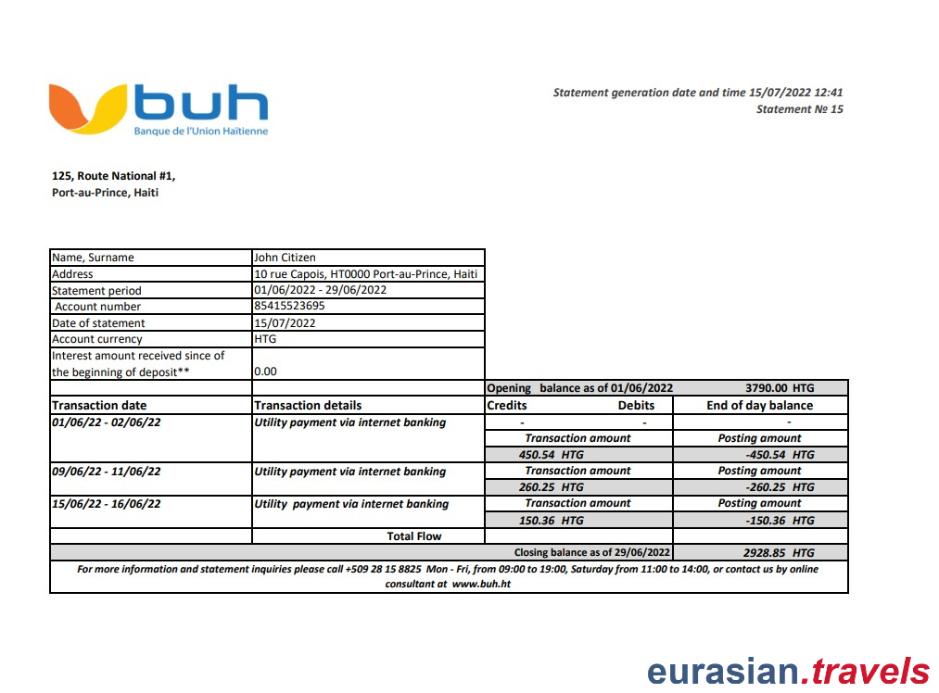 buh
Banque de l'Union Haïtienne
Statement generation date and time 15/07/2022 12:41
Statement № 15
125, Route National #1,
Port-au-Prince, Haiti
Name, Surname John Citizen
Address 10 rue Capois, HT0000 Port-au-Prince, Haiti
Statement period 01/06/2022 - 29/06/2022
Account number 85415523695
Date of statement 15/07/2022
Account currency HTG
Interest amount received since of
the beginning of deposit** 0.00
Opening balance as of 01/06/2022 3790.00 HTG
Transaction date Transaction details Credits Debits End of day balance
01/06/22 - 02/06/22 Utility payment via internet banking - - -
Transaction amount Posting amount
450.54 HTG -450.54 HTG
09/06/22 - 11/06/22 Utility payment via internet banking Transaction amount Posting amount
260.25 HTG -260.25 HTG
15/06/22 - 16/06/22 Utility payment via internet banking Transaction amount Posting amount
150.36 HTG -150.36 HTG
Total Flow
Closing balance as of 29/06/2022 2928.85 HTG
For more information and statement inquiries please call +509 28 15 8825 Mon - Fri, from 09:00 to 19:00, Saturday from 11:00 to 14:00, or contact us by online
consultant at www.buh.ht
eurasian.travels